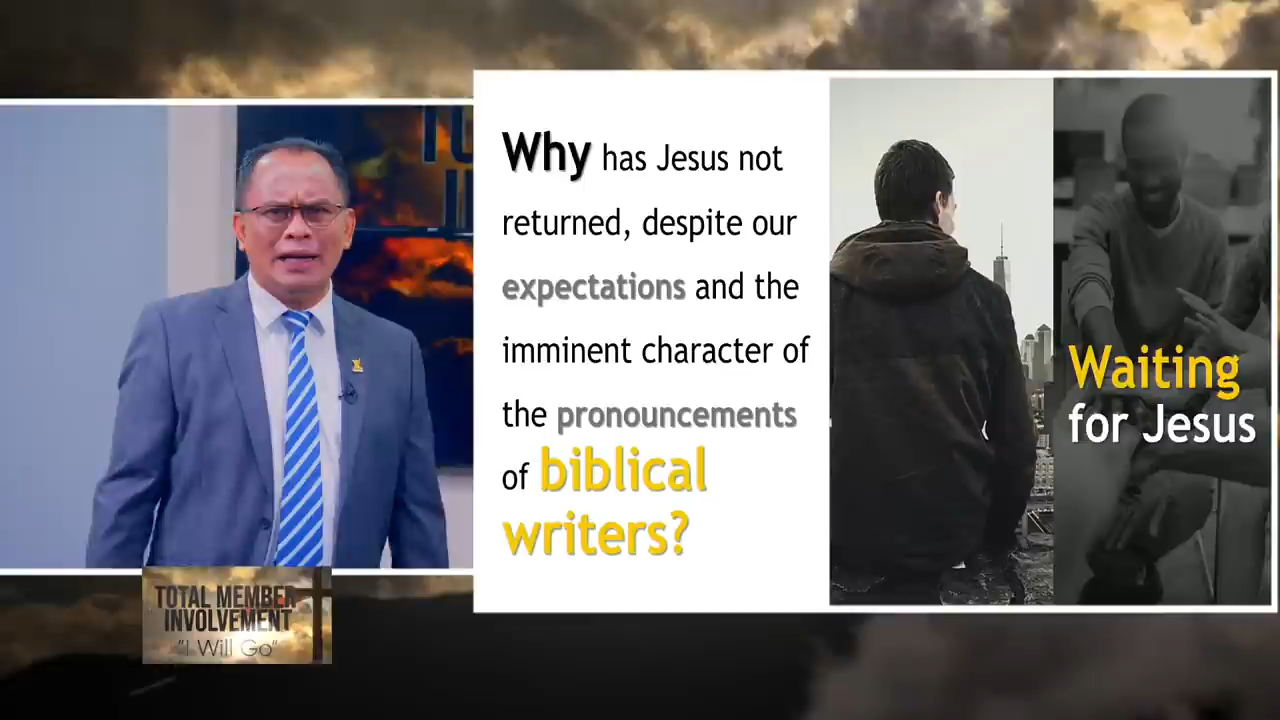 Why has Jesus not
returned, despite our
expectations and the
imminent character of
the pronouncements
of biblical
writers?
Waiting
for Jesus
TOTAL MEMBER
INVOLVEMENT
"I Will Go"